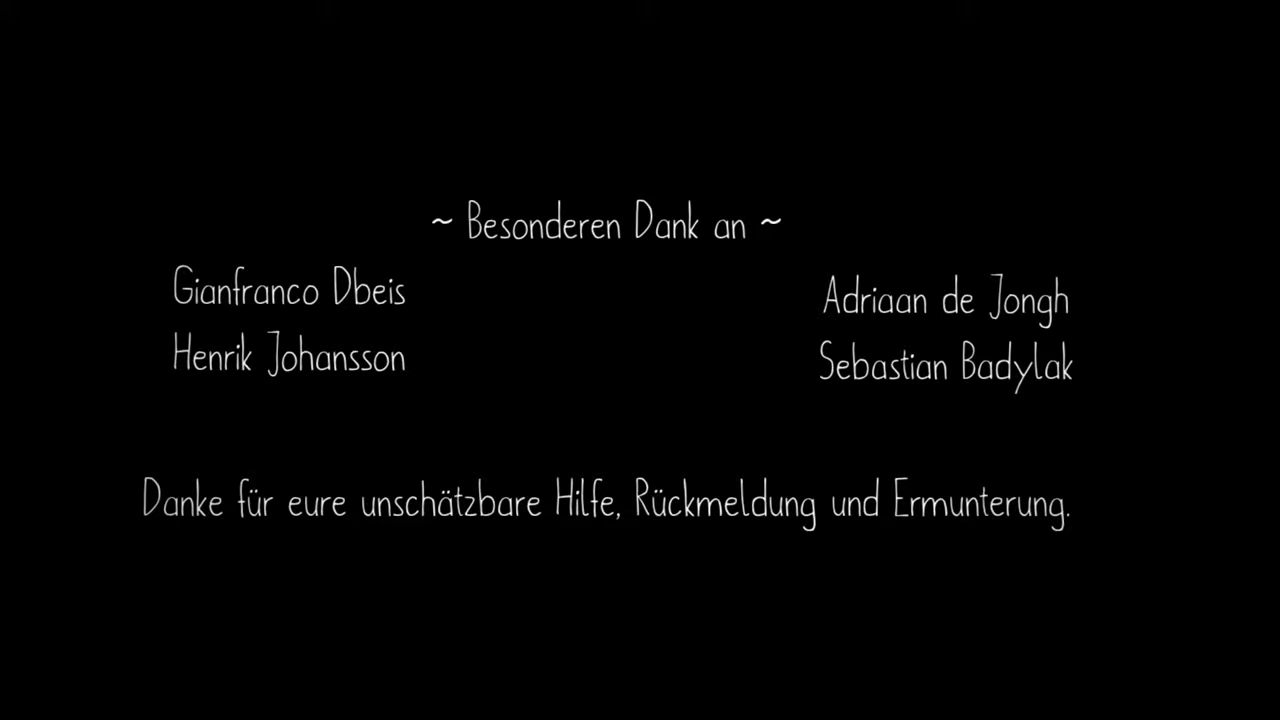 ~ Besonderen Dank an ~
Gianfranco Dbeis
Adriaan de Jongh
Henrik Johansson
Sebastian Badylak
Danke für eure unschätzbare Hilfe, Rückmeldung und Ermunterung.